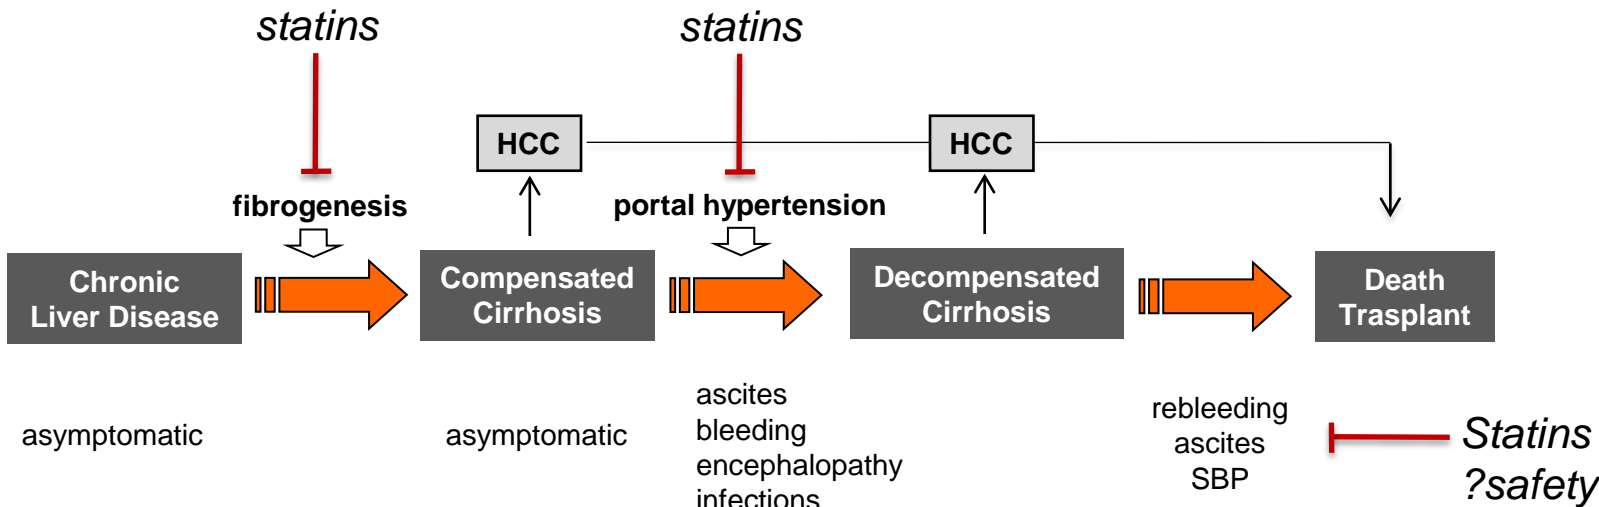 statins
statins
HCC
HCC
fibrogenesis
portal hypertension
Chronic
Liver Disease
Compensated
Cirrhosis
Decompensated
Cirrhosis
Death
Trasplant
asymptomatic
asymptomatic
ascites
bleeding
encephalopathy
infections
rebleeding
ascites
SBP
Statins
?safety